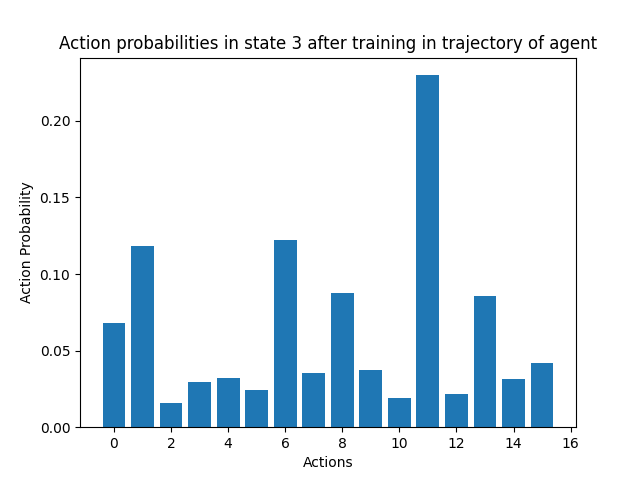 Action probabilities in state 3 after training in trajectory of agent
Action Probability
0.20
0.15
0.10
0.05
0.00
0 2 4 6 8 10 12 14 16
Actions